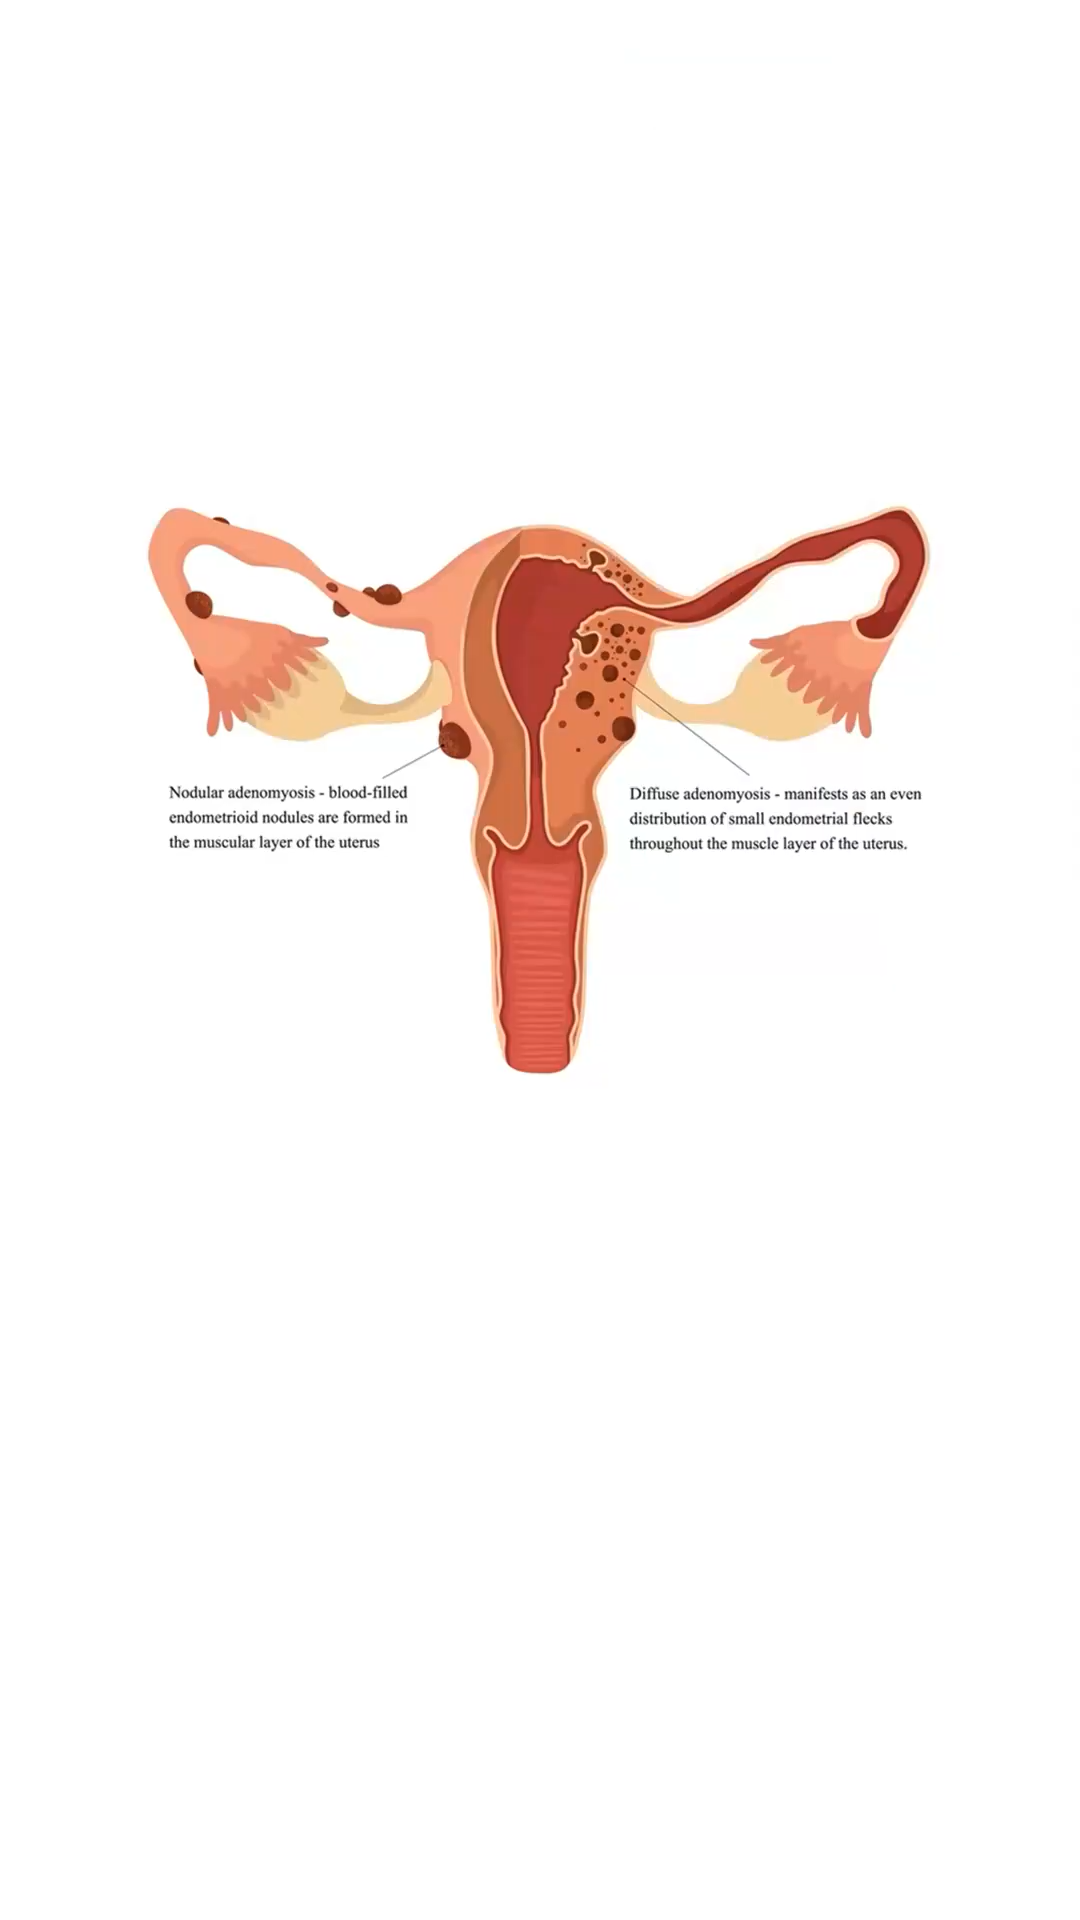 Nodular adenomyosis - blood-filled
endometrioid nodules are formed in
the muscular layer of the uterus
Diffuse adenomyosis - manifests as an even
distribution of small endometrial flecks
throughout the muscle layer of the uterus.